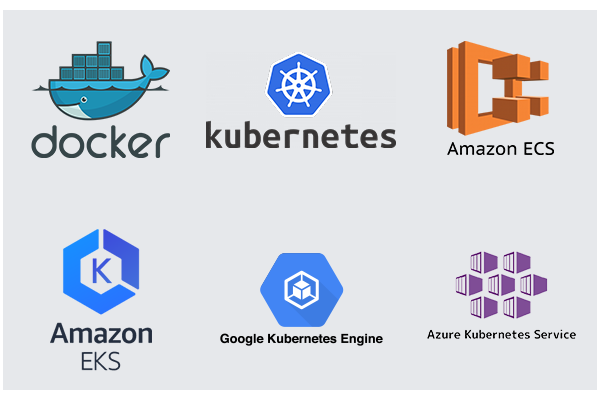 docker
kubernetes
Amazon ECS
K
Amazon
EKS
Google Kubernetes Engine
Azure Kubernetes Service